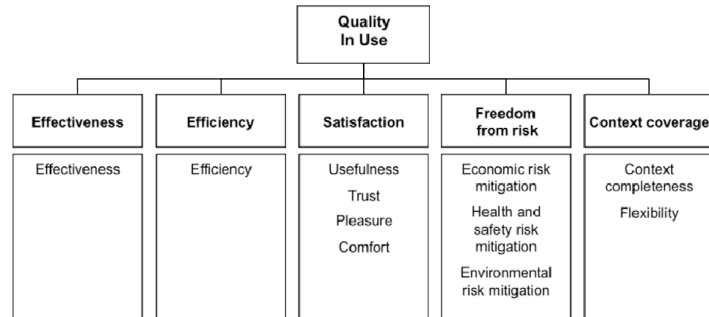 Quality
In Use
Effectiveness
Efficiency
Satisfaction
Freedom
from risk
Context coverage
Effectiveness
Efficiency
Usefulness
Trust
Pleasure
Comfort
Economic risk
mitigation
Health and
safety risk
mitigation
Environmental
risk mitigation
Context
completeness
Flexibility